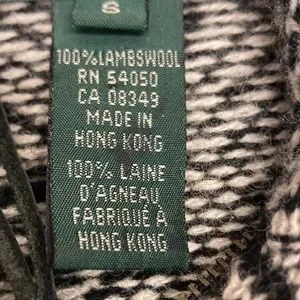 S
100% LAMBSWOOL
RN 54050
CA 08349
MADE IN
HONG KONG
100% LAINE
D'AGNEAU
FABRIQUÉ À
HONG KONG